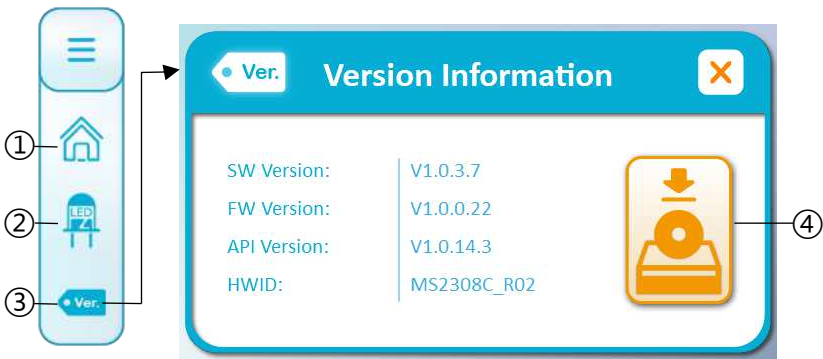 ①
②
LED
③
Ver.
Ver.
Version Information
SW Version: V1.0.3.7
FW Version: V1.0.0.22
API Version: V1.0.14.3
HWID: MS2308C_R02
④